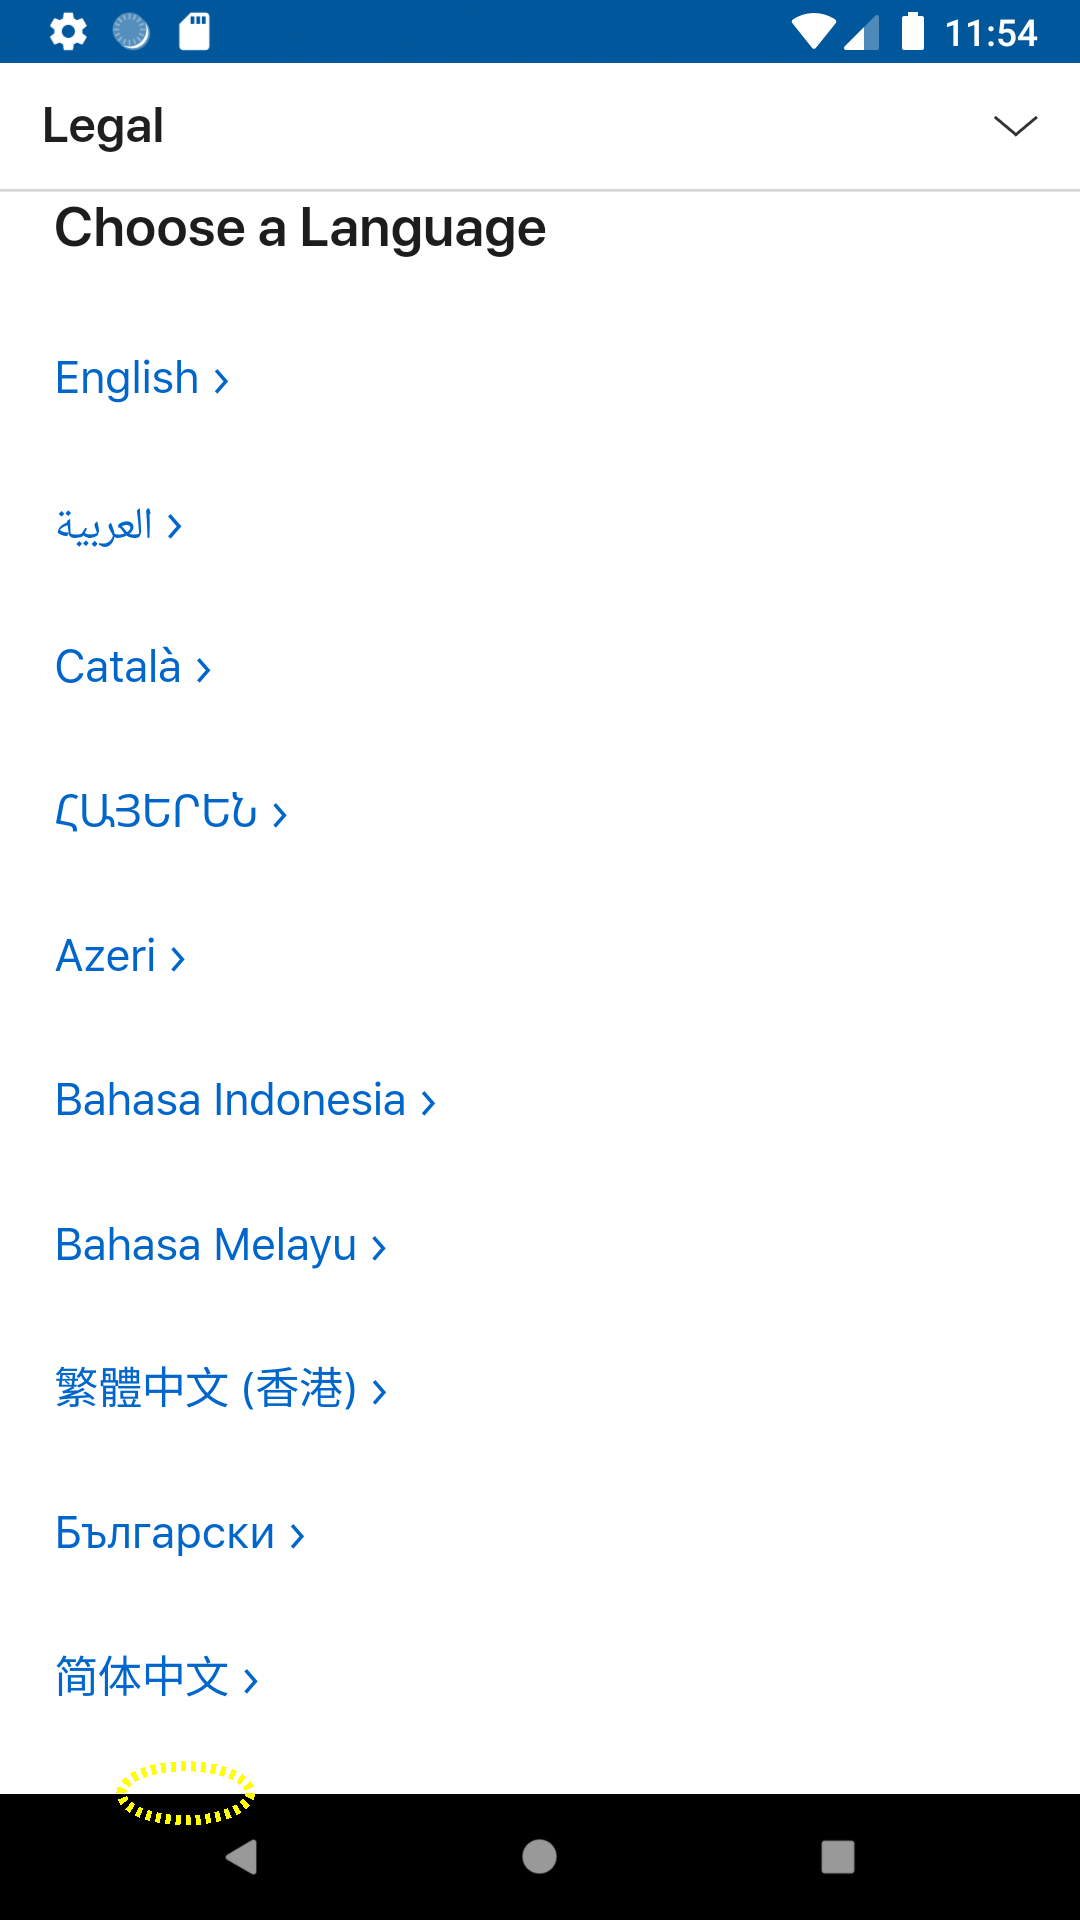 11:54
Legal
Choose a Language
English
العربية
Català
ՀԱՅԵՐԵՆ
Azeri
Bahasa Indonesia
Bahasa Melayu
繁體中文 (香港)
Български
简体中文